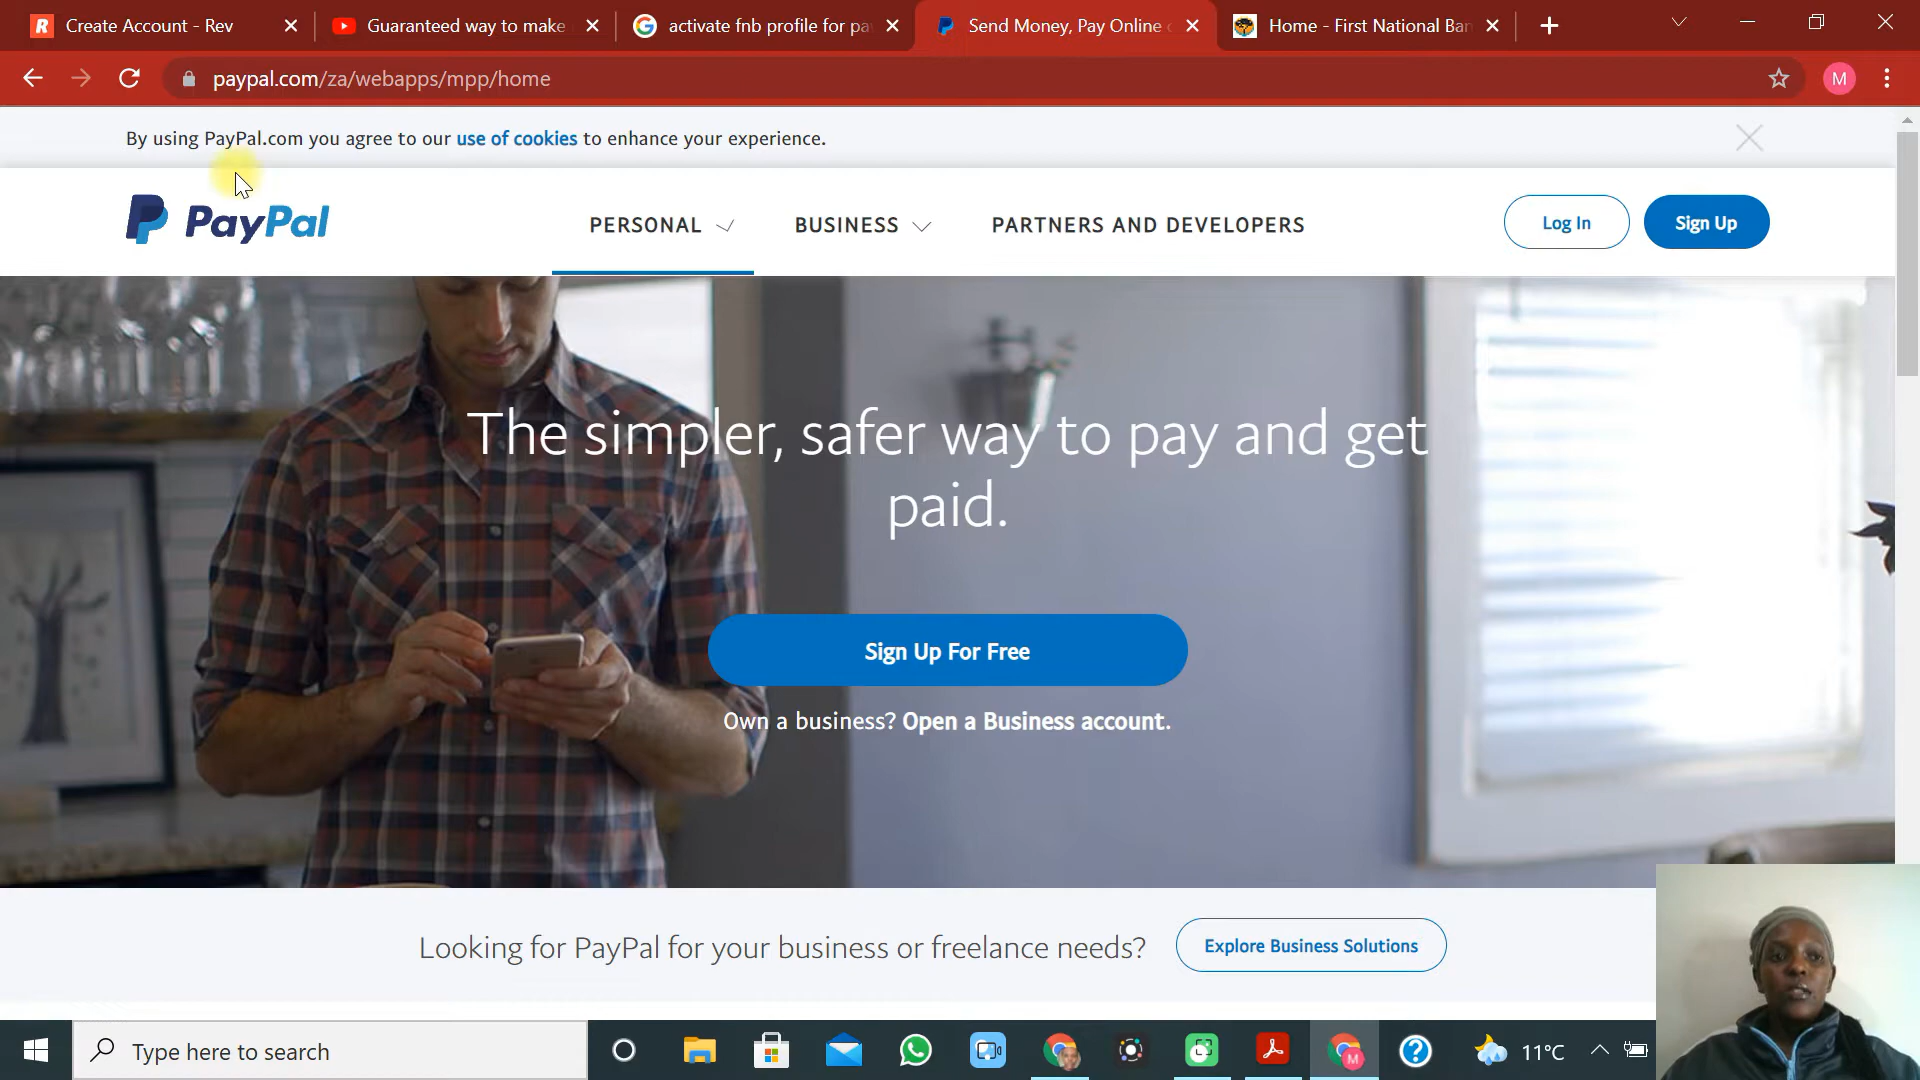 Create Account - Rev
Guaranteed way to make
activate fnb profile for pa
Send Money, Pay Online
Home - First National Ban
paypal.com/za/webapps/mpp/home
M
By using PayPal.com you agree to our use of cookies to enhance your experience.
PayPal
PERSONAL
BUSINESS
PARTNERS AND DEVELOPERS
Log In
Sign Up
The simpler, safer way to pay and get
paid.
Sign Up For Free
Own a business? Open a Business account.
Looking for PayPal for your business or freelance needs?
Explore Business Solutions
Type here to search
M
11°C